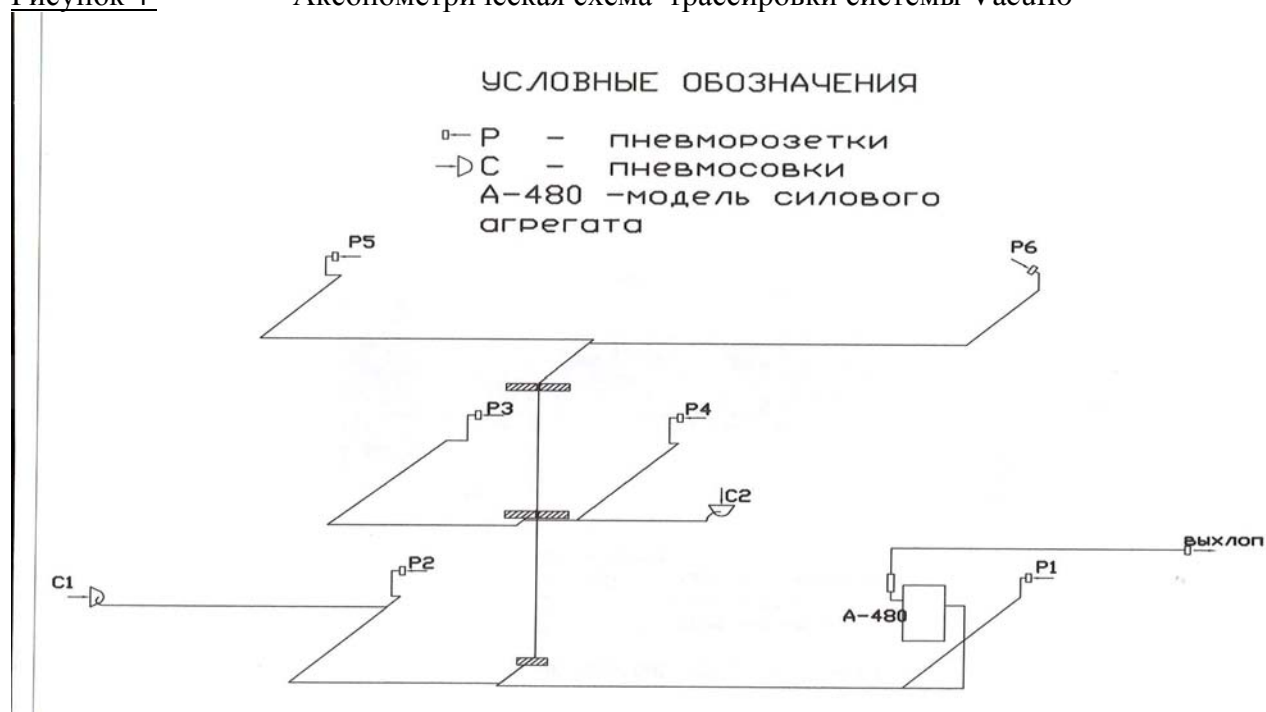 Рисунок 4 Аксонометрическая схема трассировки системы Vacuflo
УСЛОВНЫЕ ОБОЗНАЧЕНИЯ
P – пневморозетки
C – пневмосовки
A-480 -модель силового
агрегата
P5
P6
P3
P4
C2
выхлоп
P2
P1
C1
A-480